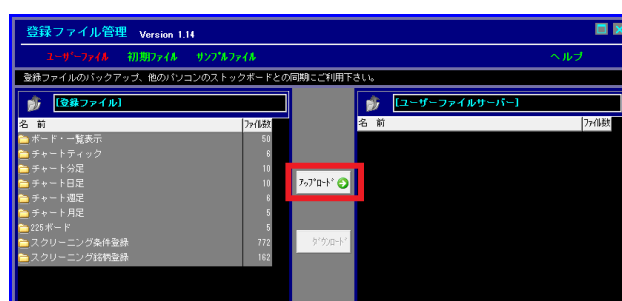 登録ファイル管理 Version 1.14
ユーザーファイル 初期ファイル サンプルファイル ヘルプ
登録ファイルのバックアップ、他のパソコンのストックボードとの同期にご利用下さい。
[登録ファイル]
名 前 ファイル数
ボード・一覧表示 50
チャートティック 6
チャート分足 10
チャート日足 10
チャート週足 6
チャート月足 5
225ボード 5
スクリーニング条件登録 772
スクリーニング銘柄登録 162
アップロード
ダウンロード
[ユーザーファイルサーバー]
名 前 ファイル数